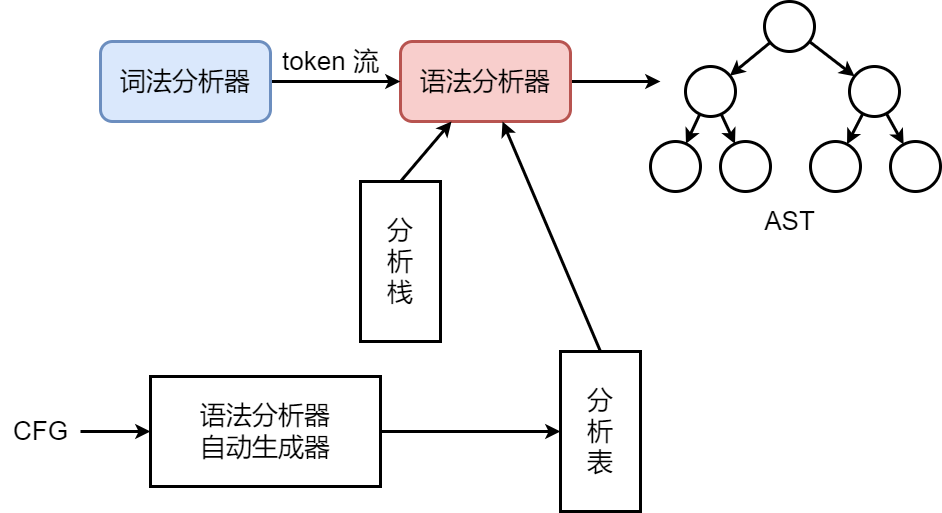 词法分析器
token 流
语法分析器
分
析
栈
AST
CFG
语法分析器
自动生成器
分
析
表